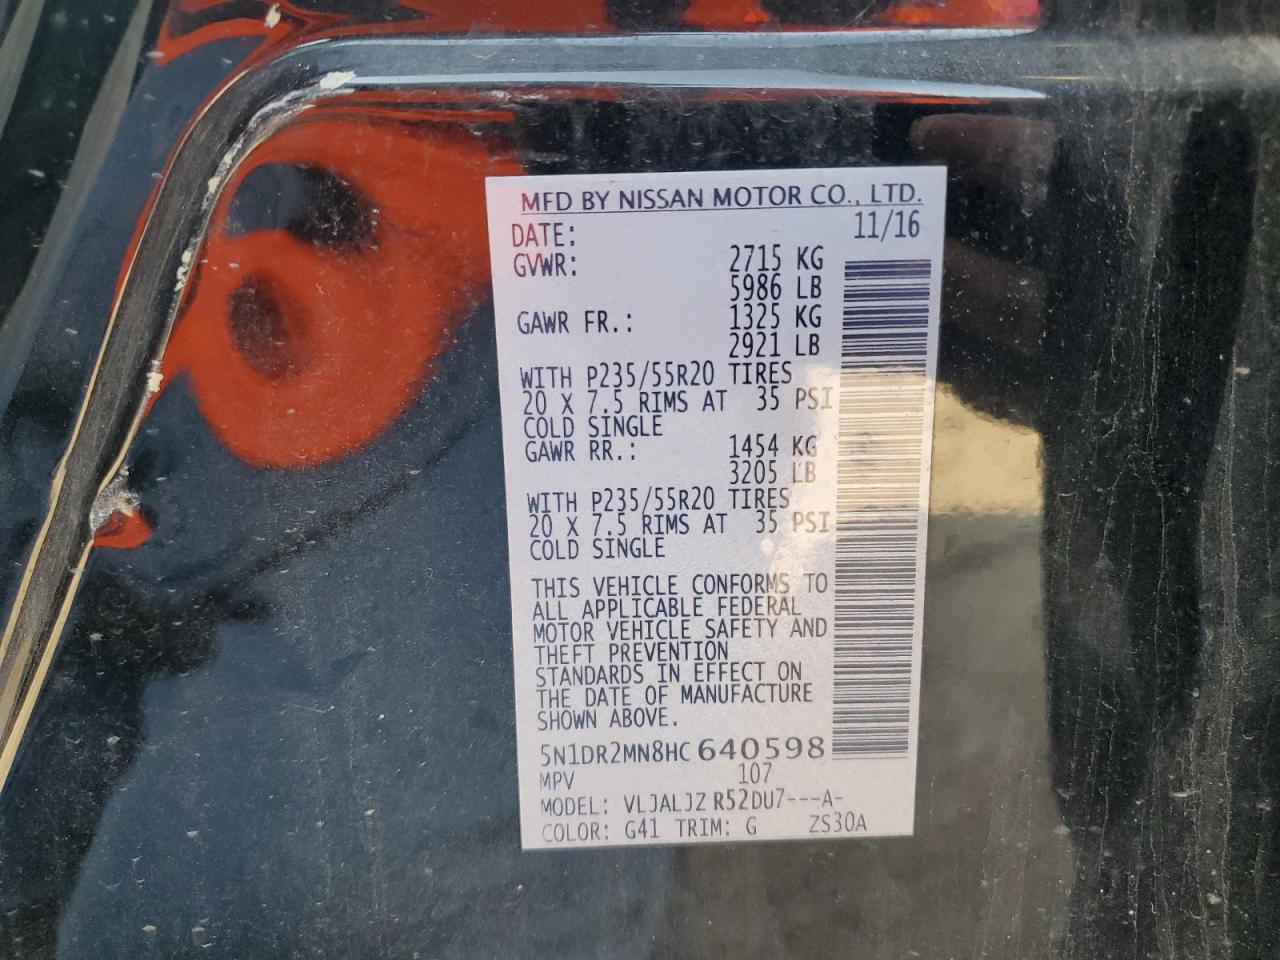 MFD BY NISSAN MOTOR CO., LTD.
DATE: 11/16
GVWR: 2715 KG
5986 LB
GAWR FR.: 1325 KG
2921 LB
WITH P235/55R20 TIRES
20 X 7.5 RIMS AT 35 PSI
COLD SINGLE
GAWR RR.: 1454 KG
3205 LB
WITH P235/55R20 TIRES
20 X 7.5 RIMS AT 35 PSI
COLD SINGLE
THIS VEHICLE CONFORMS TO
ALL APPLICABLE FEDERAL
MOTOR VEHICLE SAFETY AND
THEFT PREVENTION
STANDARDS IN EFFECT ON
THE DATE OF MANUFACTURE
SHOWN ABOVE.
5N1DR2MN8HC640598
MPV 107
MODEL: VLJALJZ R52DU7---A-
COLOR: G41 TRIM: G ZS30A